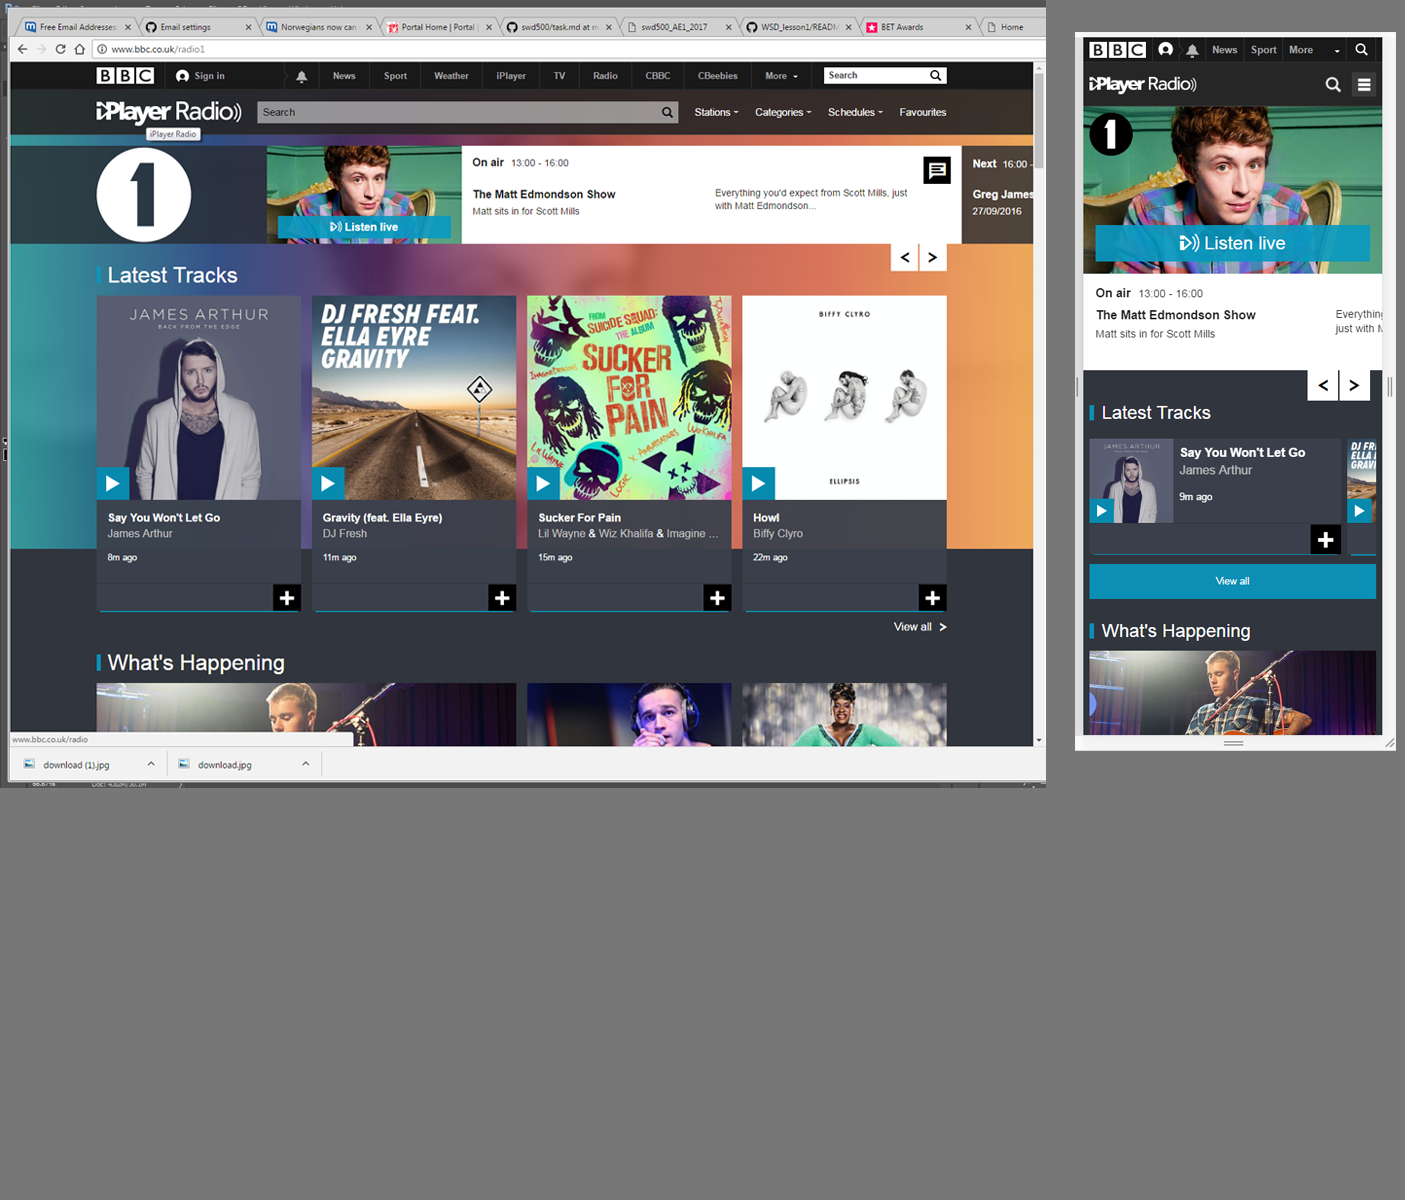 Free Email Addresses
Email settings
Norwegians now can
Portal Home | Portal
swd500/task.md at m
swd500_AE1_2017
WSD_lesson1/READM
BET Awards
Home
www.bbc.co.uk/radio1
BBC
Sign in
News
Sport
Weather
iPlayer
TV
Radio
CBBC
CBeebies
More
Search
iPlayer Radio
Search
Stations
Categories
Schedules
Favourites
iPlayer Radio
1
Listen live
On air 13:00 - 16:00
The Matt Edmondson Show
Matt sits in for Scott Mills
Everything you'd expect from Scott Mills, just
with Matt Edmondson...
Next 16:00 -
Greg James
27/09/2016
Latest Tracks
JAMES ARTHUR
BACK FROM THE EDGE
Say You Won't Let Go
James Arthur
8m ago
DJ FRESH FEAT.
ELLA EYRE
GRAVITY
Gravity (feat. Ella Eyre)
DJ Fresh
11m ago
FROM
SUICIDE SQUAD:
THE ALBUM
SUCKER
FOR
PAIN
IMAGINE DRAGONS
LIL WAYNE
LOGIC
X AMBASSADORS
WIZ KHALIFA
Sucker For Pain
Lil Wayne & Wiz Khalifa & Imagine ...
15m ago
BIFFY CLYRO
ELLIPSIS
Howl
Biffy Clyro
22m ago
View all
What's Happening
www.bbc.co.uk/radio
download (1).jpg
download.jpg
BBC
News
Sport
More
iPlayer Radio
1
Listen live
On air 13:00 - 16:00
The Matt Edmondson Show
Matt sits in for Scott Mills
Everything
just with M
Latest Tracks
JAMES ARTHUR
Say You Won't Let Go
James Arthur
9m ago
View all
What's Happening